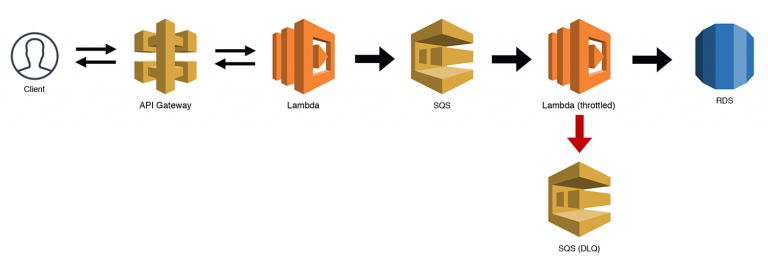 Client
API Gateway
Lambda
SQS
Lambda (throttled)
RDS
SQS (DLQ)